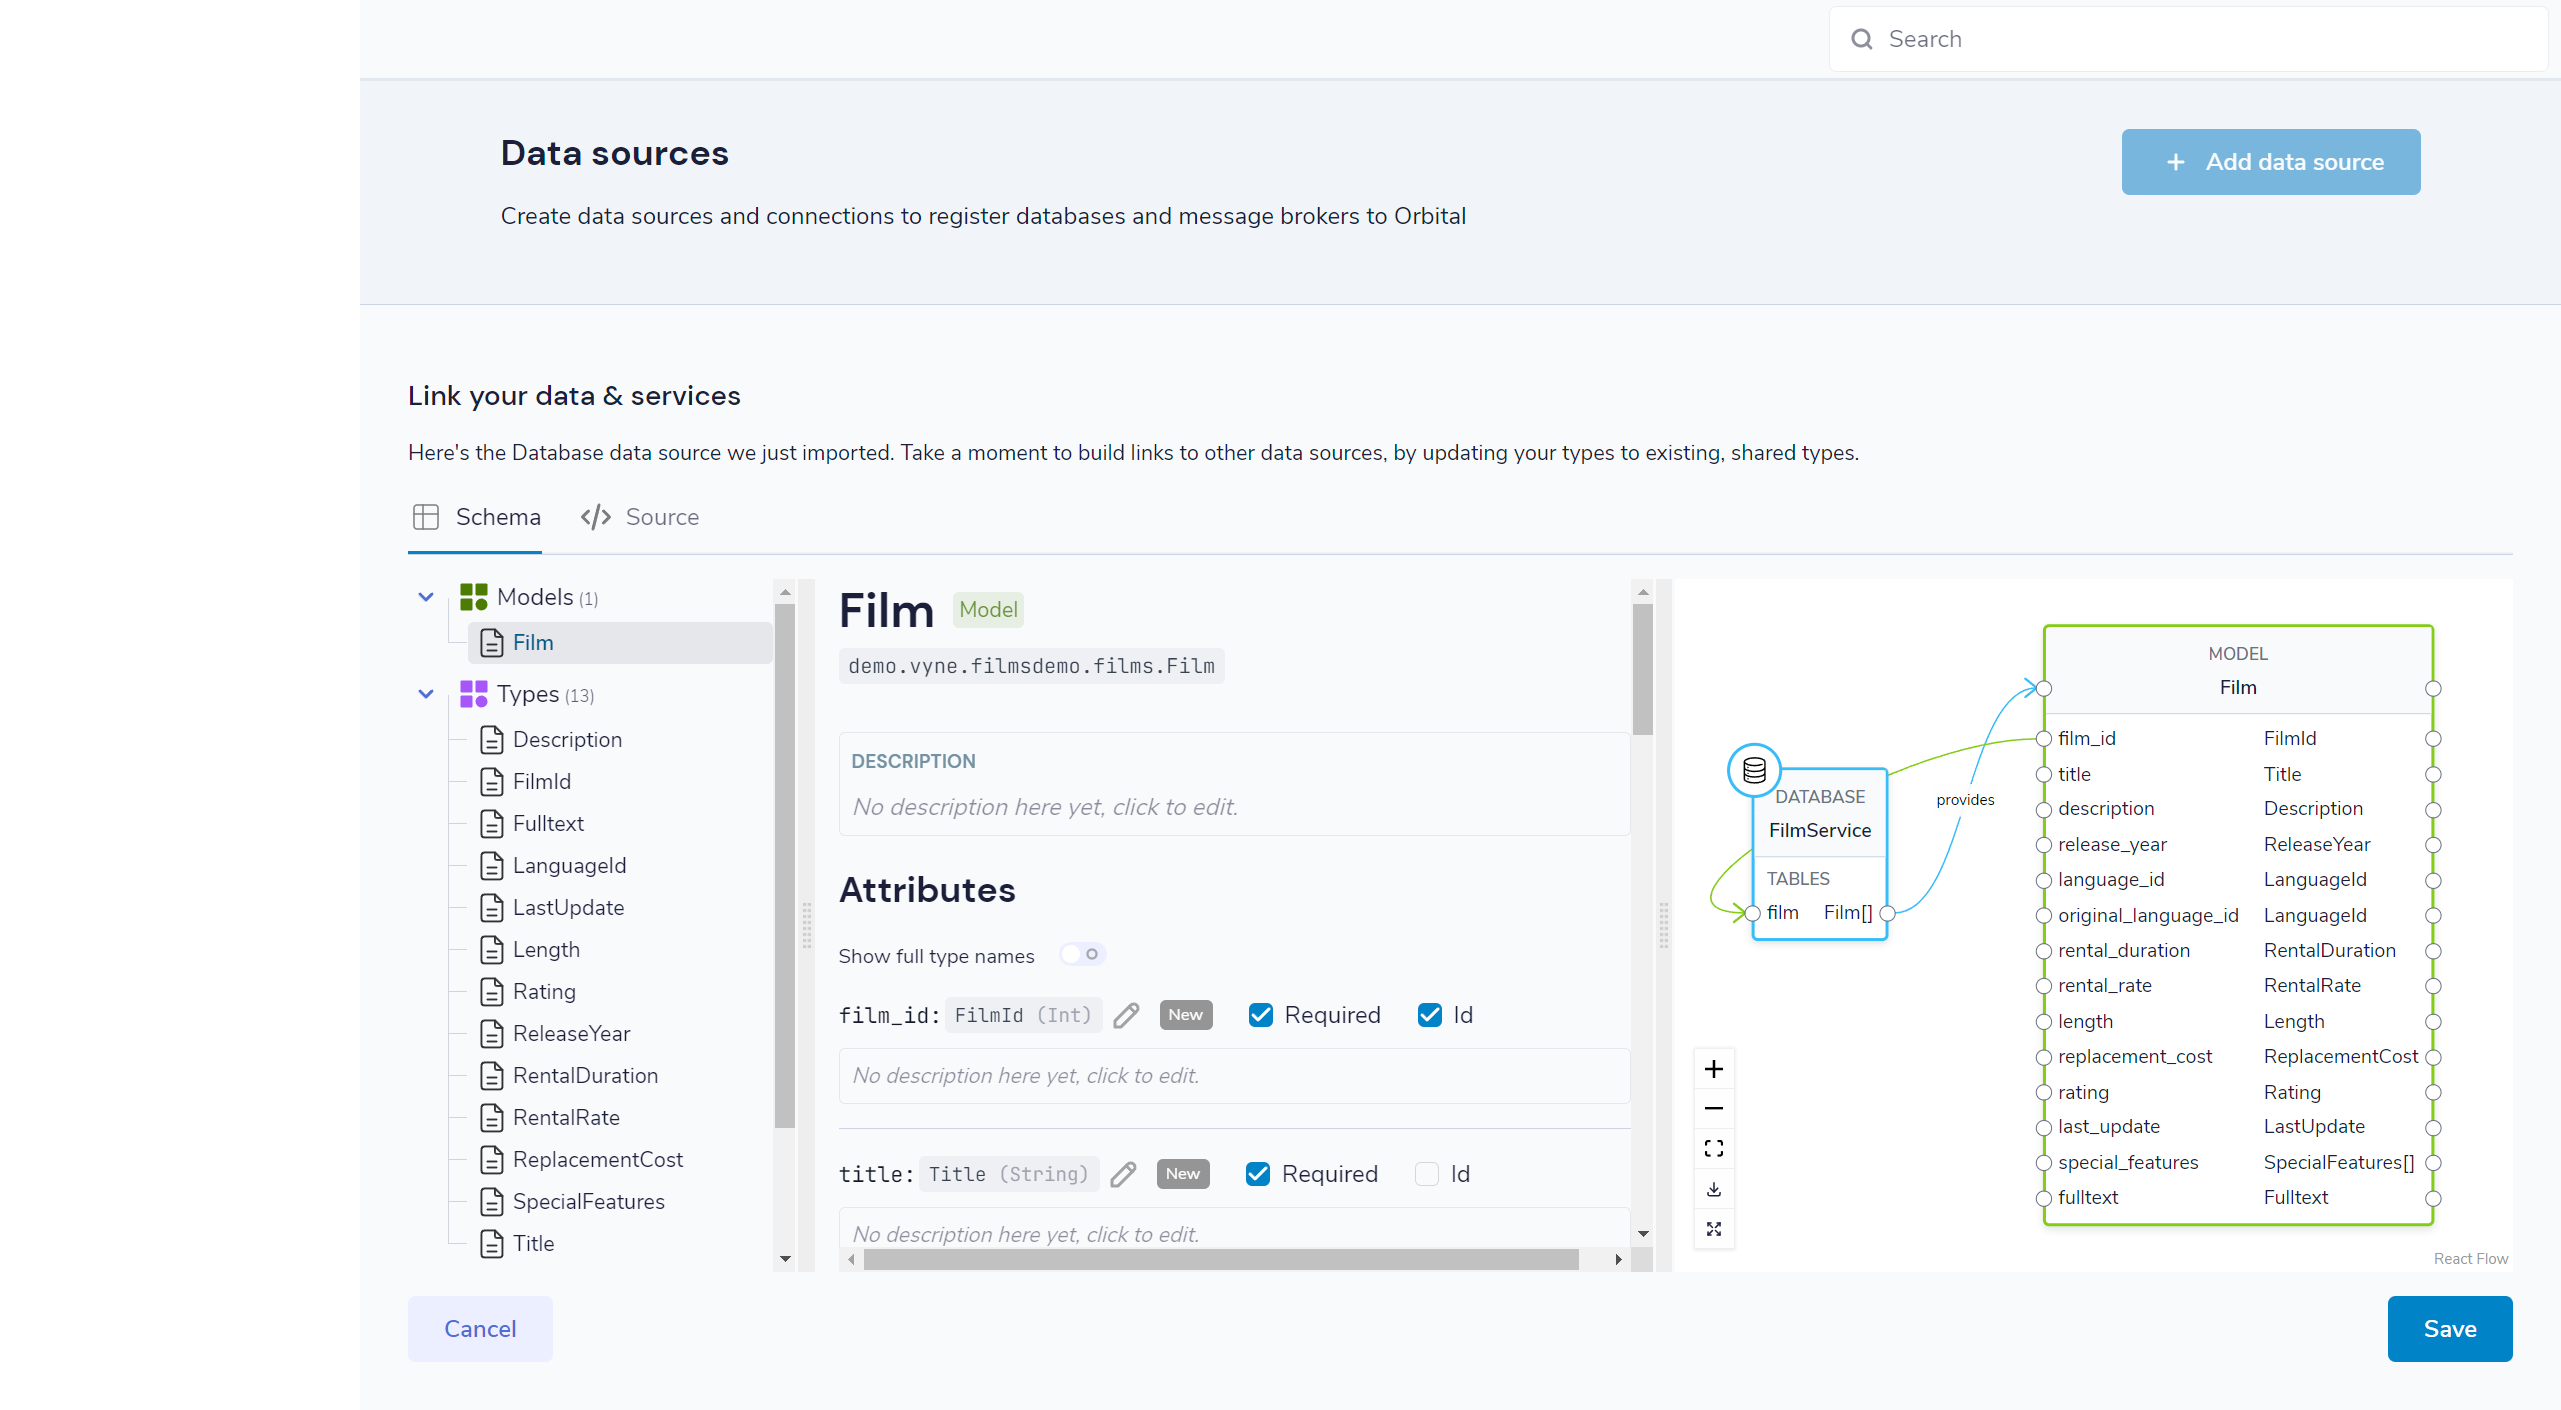 Search
Data sources
Create data sources and connections to register databases and message brokers to Orbital
+ Add data source
Link your data & services
Here's the Database data source we just imported. Take a moment to build links to other data sources, by updating your types to existing, shared types.
Schema
</> Source
Models (1)
Film
Types (13)
Description
FilmId
Fulltext
LanguageId
LastUpdate
Length
Rating
ReleaseYear
RentalDuration
RentalRate
ReplacementCost
SpecialFeatures
Title
Film Model
demo.vyne.filmsdemo.films.Film
DESCRIPTION
No description here yet, click to edit.
Attributes
Show full type names
film_id: FilmId (Int) New Required Id
No description here yet, click to edit.
title: Title (String) New Required Id
No description here yet, click to edit.
DATABASE
FilmService
TABLES
film Film[]
provides
MODEL
Film
film_id FilmId
title Title
description Description
release_year ReleaseYear
language_id LanguageId
original_language_id LanguageId
rental_duration RentalDuration
rental_rate RentalRate
length Length
replacement_cost ReplacementCost
rating Rating
last_update LastUpdate
special_features SpecialFeatures[]
fulltext Fulltext
React Flow
Cancel
Save